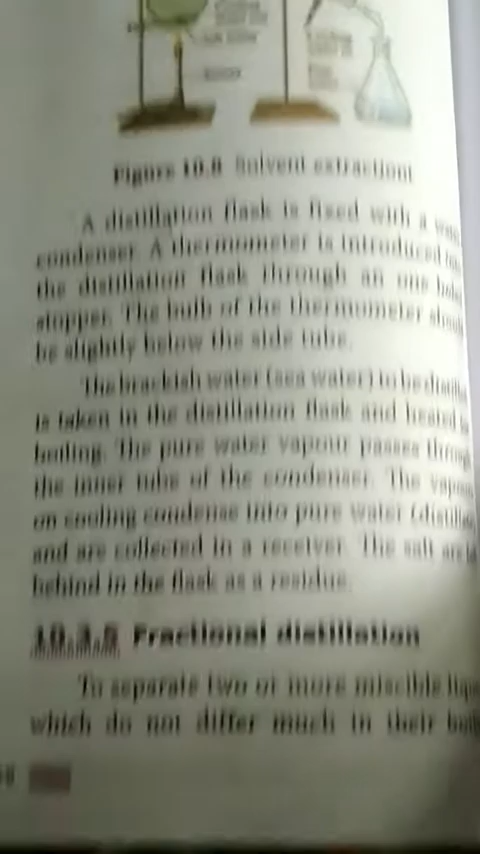 Figure 10.8 Solvent extraction
A distillation flask is fixed with a
condenser. A thermometer is introduced
the distillation flask through an one
stopper. The bulb of the thermometer
be slightly below the side tube.
The brackish water (sea water) to be
is taken in the distillation flask and heated
boiling. The pure water vapour passes
the inner tube of the condenser. The
on cooling condense into pure water
and are collected in a receiver. The salt are
behind in the flask as a residue.
10.3.5 Fractional distillation
To separate two or more miscible
which do not differ much in their